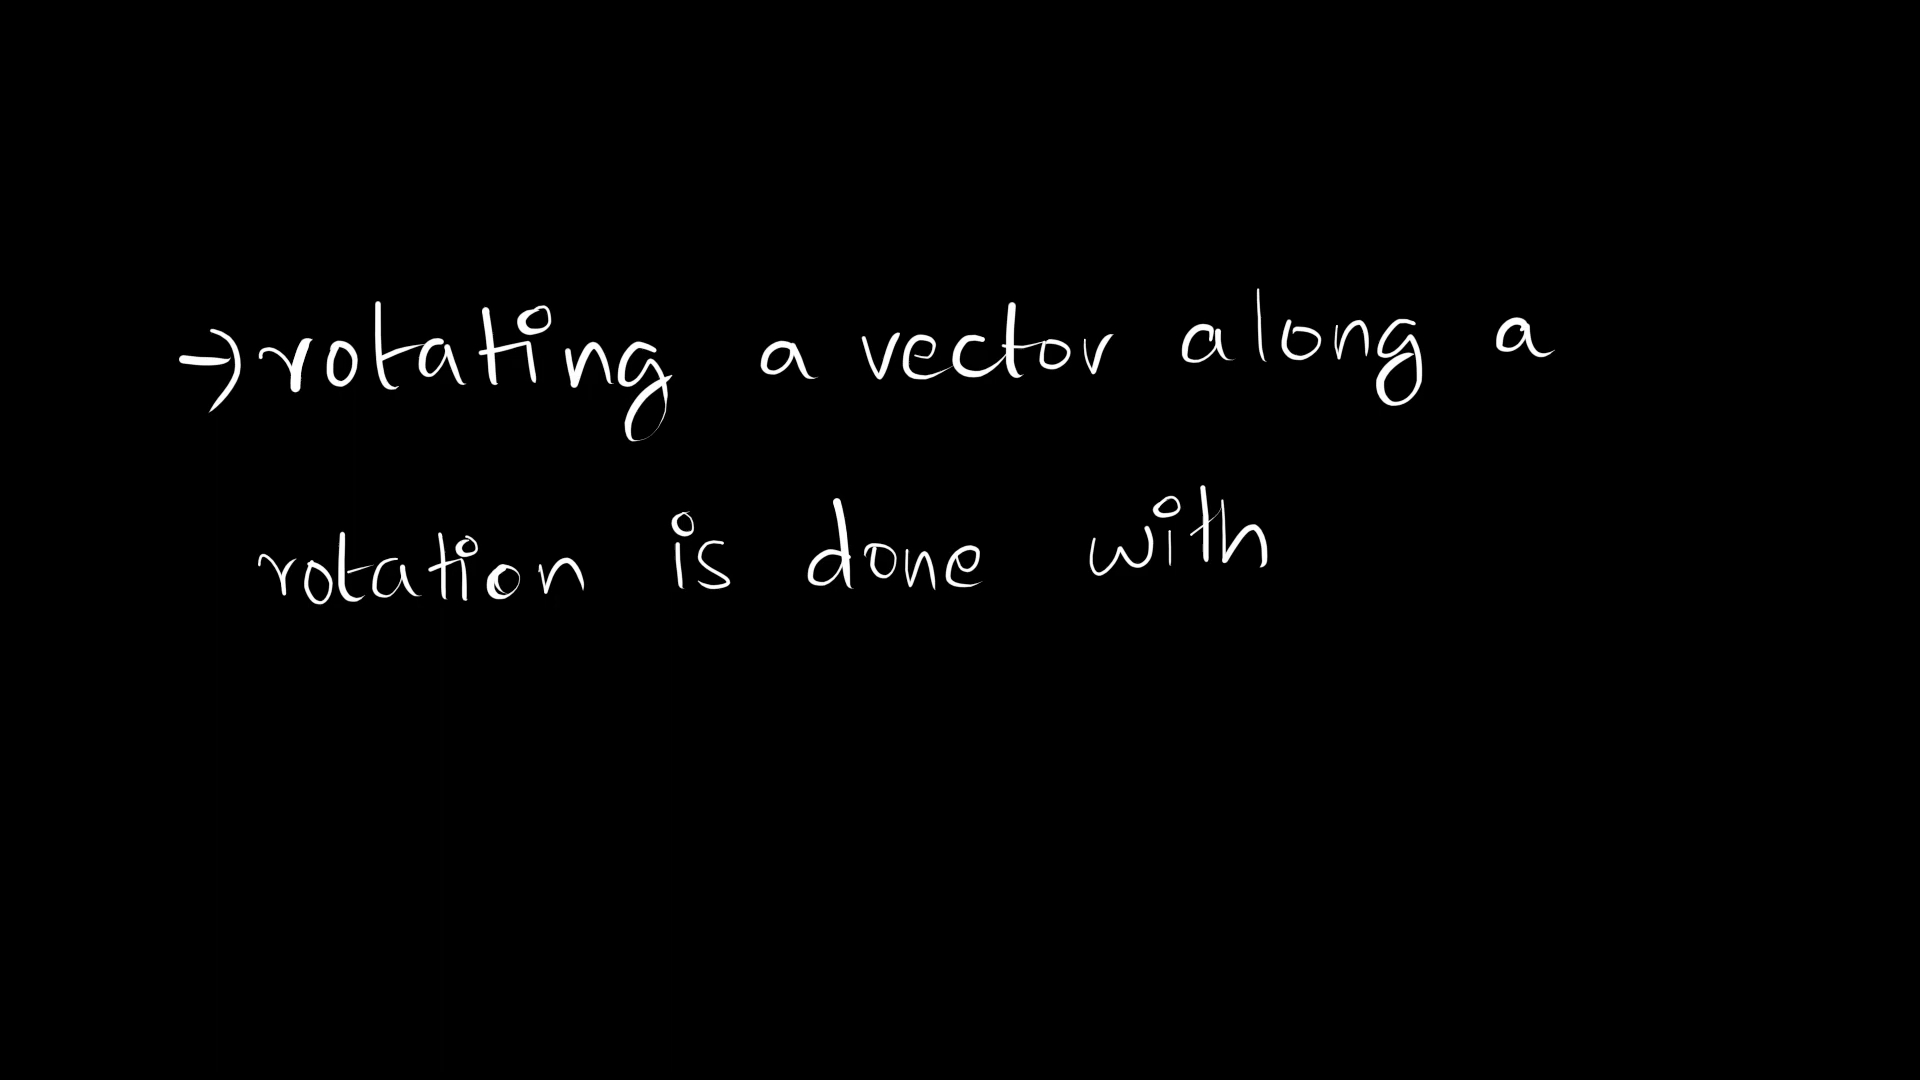 →rotating a vector along a
rotation is done with